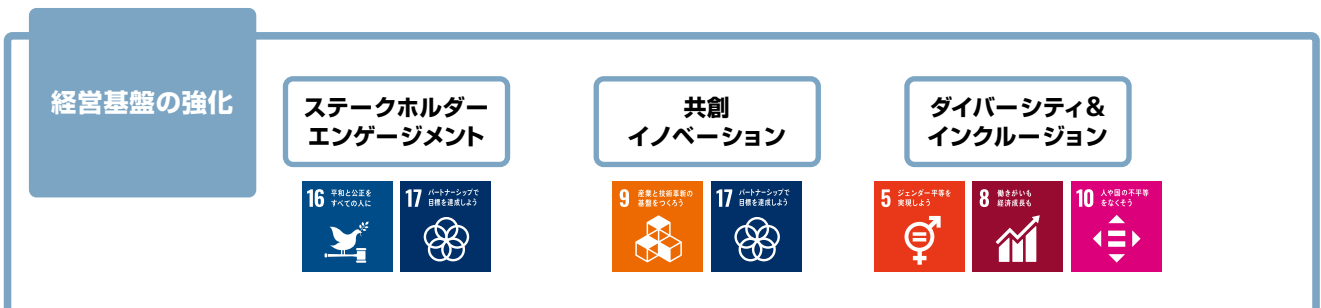 経営基盤の強化
ステークホルダー
エンゲージメント
共創
イノベーション
ダイバーシティ&
インクルージョン
16 平和と公正を
すべての人に
17 パートナーシップで
目標を達成しよう
9 産業と技術革新の
基盤をつくろう
17 パートナーシップで
目標を達成しよう
5 ジェンダー平等を
実現しよう
8 働きがいも
経済成長も
10 人や国の不平等
をなくそう